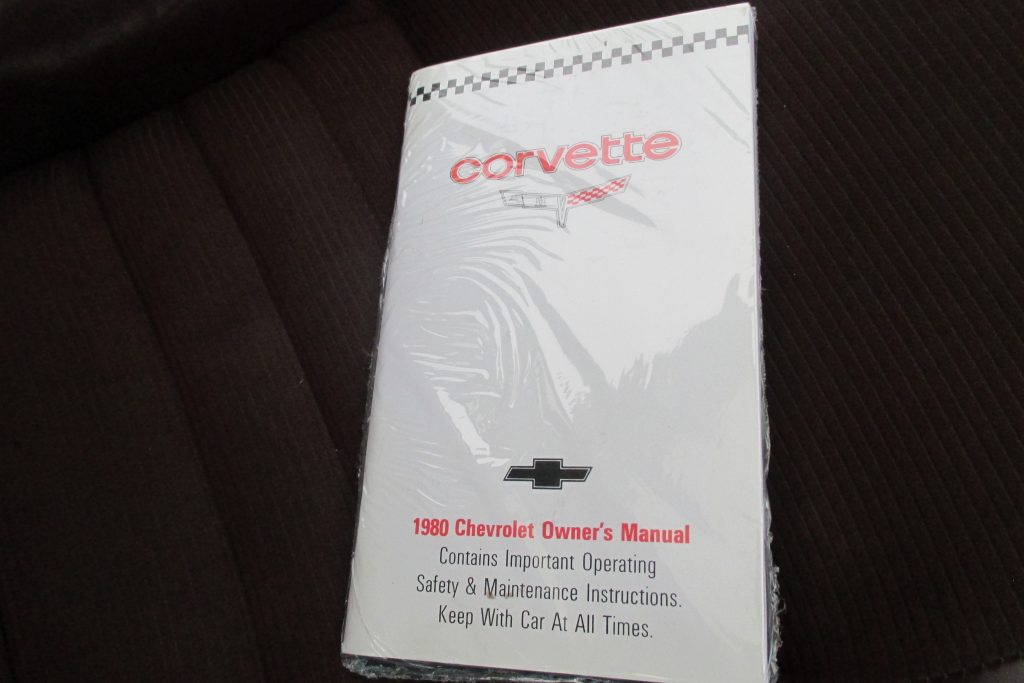 corvette
1980 Chevrolet Owner's Manual
Contains Important Operating
Safety & Maintenance Instructions.
Keep With Car At All Times.